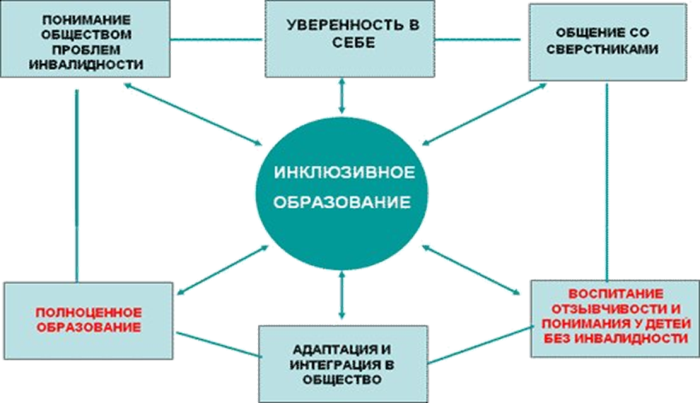 ПОНИМАНИЕ
ОБЩЕСТВОМ
ПРОБЛЕМ
ИНВАЛИДНОСТИ
УВЕРЕННОСТЬ В
СЕБЕ
ОБЩЕНИЕ СО
СВЕРСТНИКАМИ
ИНКЛЮЗИВНОЕ
ОБРАЗОВАНИЕ
ПОЛНОЦЕННОЕ
ОБРАЗОВАНИЕ
АДАПТАЦИЯ И
ИНТЕГРАЦИЯ В
ОБЩЕСТВО
ВОСПИТАНИЕ
ОТЗЫВЧИВОСТИ И
ПОНИМАНИЯ У ДЕТЕЙ
БЕЗ ИНВАЛИДНОСТИ